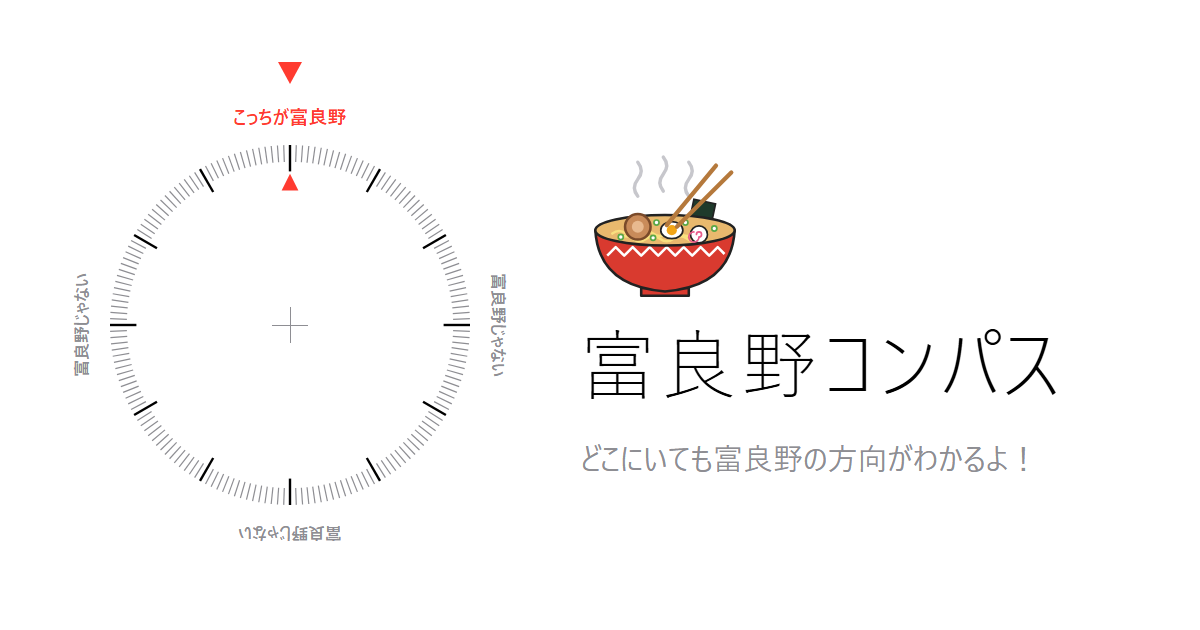 こっちが富良野
富良野じゃない
富良野じゃない
富良野じゃない
富良野コンパス
どこにいても富良野の方向がわかるよ！